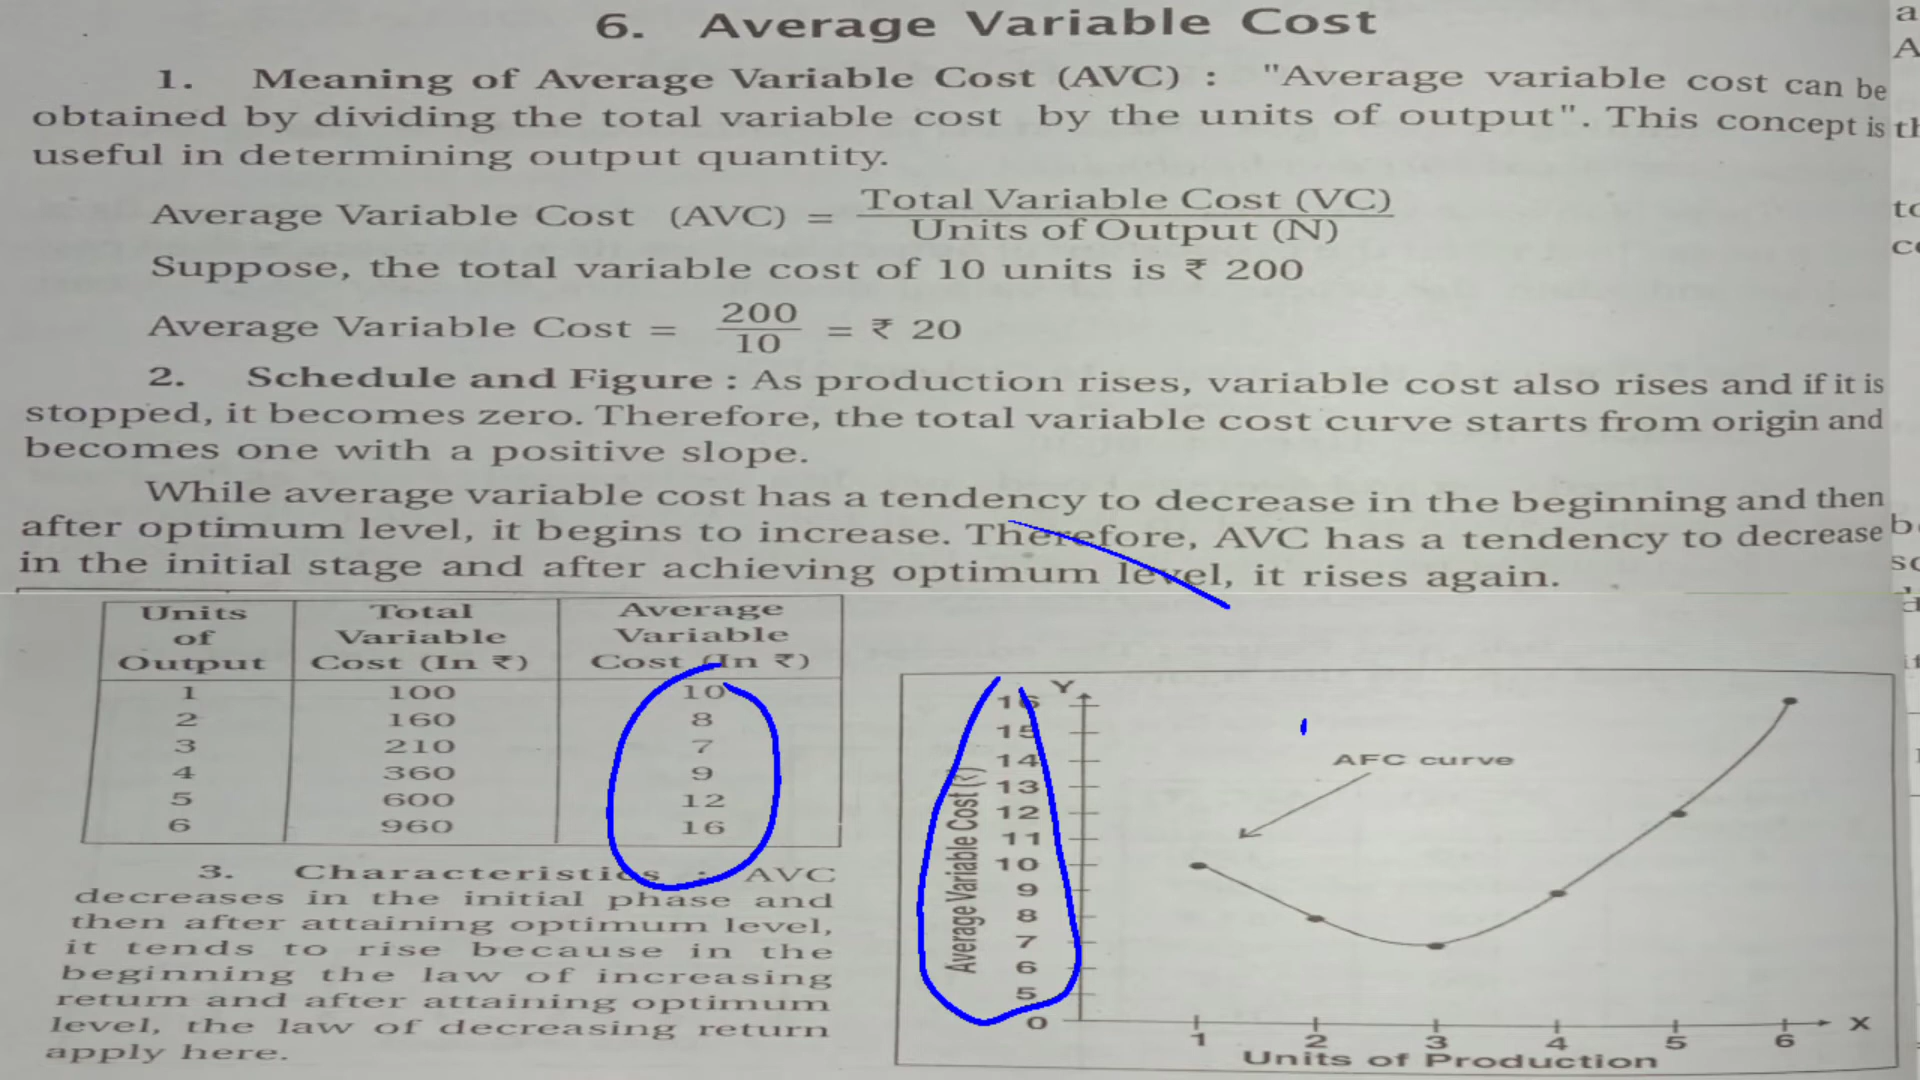 6. Average Variable Cost
1. Meaning of Average Variable Cost (AVC) : "Average variable cost can be
obtained by dividing the total variable cost by the units of output". This concept is
useful in determining output quantity.
Average Variable Cost (AVC) = Total Variable Cost (VC)
Units of Output (N)
Suppose, the total variable cost of 10 units is ₹ 200
Average Variable Cost = 200
10 = ₹ 20
2. Schedule and Figure : As production rises, variable cost also rises and if it is
stopped, it becomes zero. Therefore, the total variable cost curve starts from origin and
becomes one with a positive slope.
While average variable cost has a tendency to decrease in the beginning and then
after optimum level, it begins to increase. Therefore, AVC has a tendency to decrease
in the initial stage and after achieving optimum level, it rises again.
Units Total Average
of Variable Variable
Output Cost (In ₹) Cost (In ₹)
1 100 10
2 160 8
3 210 7
4 360 9
5 600 12
6 960 16
3. Characteristics : AVC
decreases in the initial phase and
then after attaining optimum level,
it tends to rise because in the
beginning the law of increasing
return and after attaining optimum
level, the law of decreasing return
apply here.
Y
16
15
14
13
12
11
10
9
8
7
6
5
0
Average Variable Cost (₹)
AFC curve
1 2 3 4 5 6 X
Units of Production